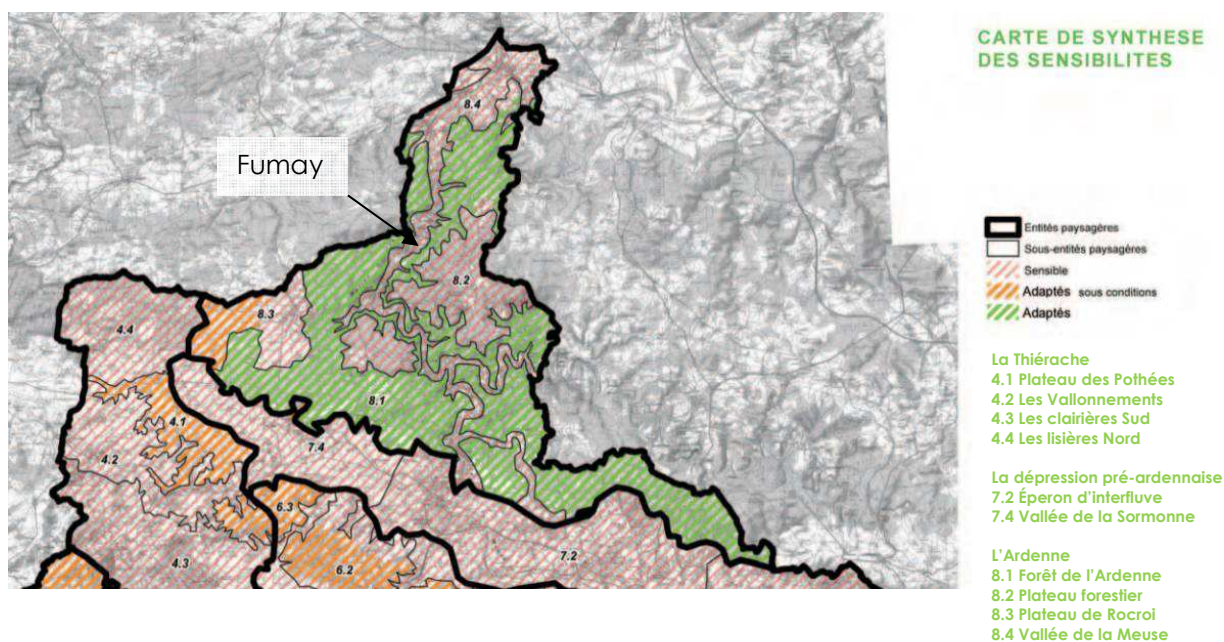 CARTE DE SYNTHESE
DES SENSIBILITES
Fumay
8.4
8.2
8.3
4.4
8.1
4.1
7.4
4.2
6.3
7.2
4.3
6.2
Entités paysagères
Sous-entités paysagères
Sensible
Adaptés sous conditions
Adaptés
La Thiérache
4.1 Plateau des Pothées
4.2 Les Vallonnements
4.3 Les clairières Sud
4.4 Les lisières Nord
La dépression pré-ardennaise
7.2 Éperon d'interfluve
7.4 Vallée de la Sormonne
L'Ardenne
8.1 Forêt de l'Ardenne
8.2 Plateau forestier
8.3 Plateau de Rocroi
8.4 Vallée de la Meuse